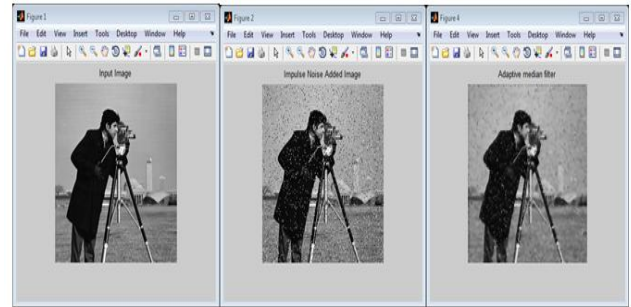 Figure 1
File Edit View Insert Tools Desktop Window Help
Input Image
Figure 2
File Edit View Insert Tools Desktop Window Help
Impulse Noise Added Image
Figure 4
File Edit View Insert Tools Desktop Window Help
Adaptive median filter